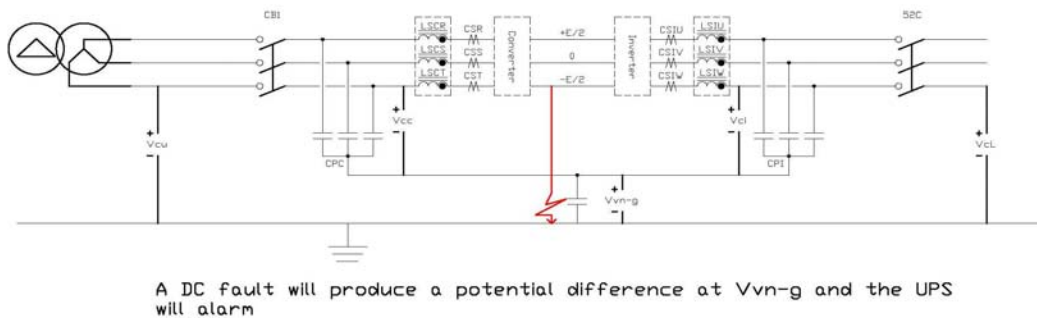 CB1
52C
LSCR
CSR
+E/2
CSIU
LSIU
LSCS
CSS
Converter
0
Inverter
CSIV
LSIV
LSCT
CST
-E/2
CSIW
LSIW
+
Vcu
-
+
Vcc
-
+
Vci
-
+
VcL
-
CPC
CPI
+
Vvn-g
-
A DC fault will produce a potential difference at Vvn-g and the UPS
will alarm